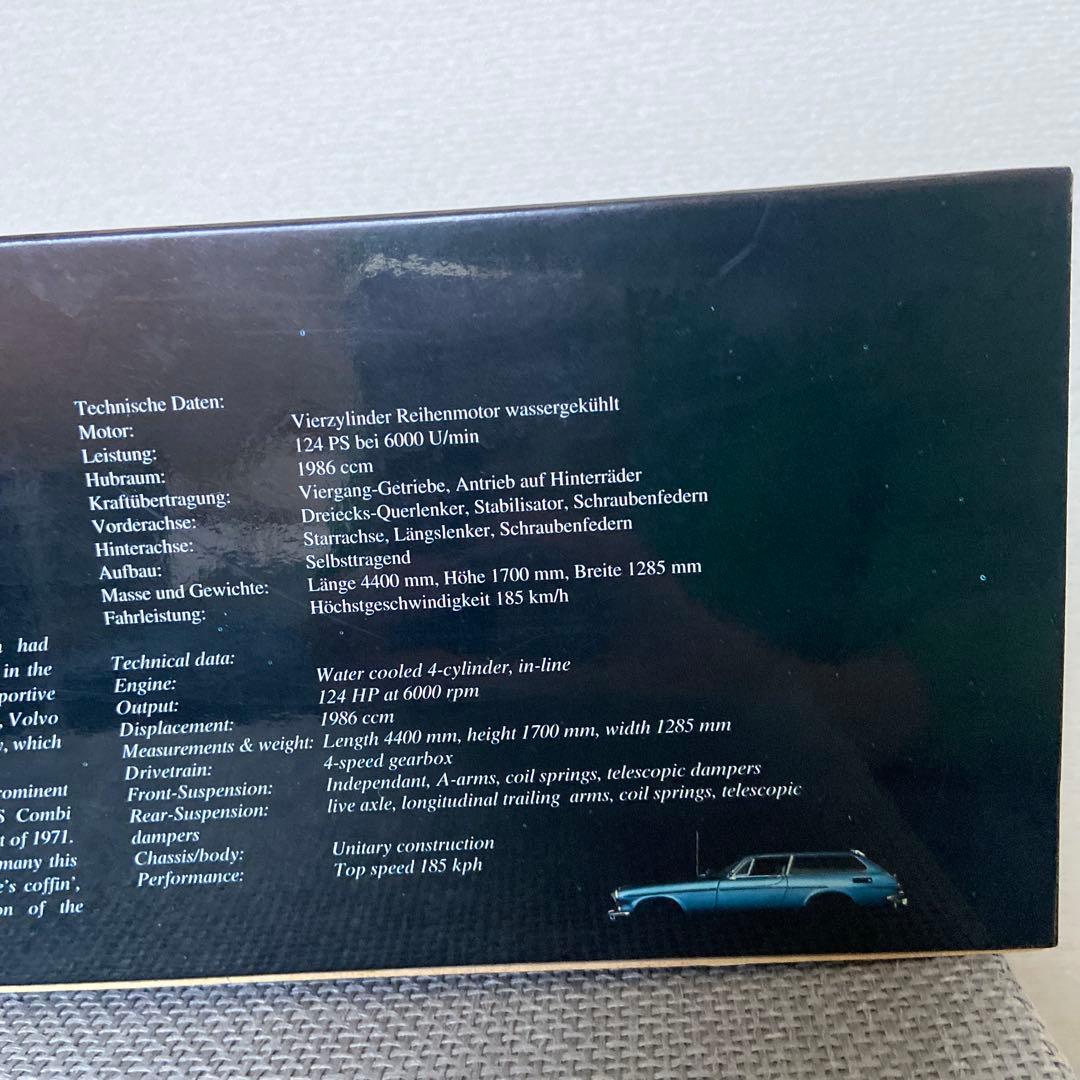 had
in the
portive
, Volvo
, which
rominent
S Combi
t of 1971.
many this
e's coffin',
on of the
Technische Daten:
Motor: Vierzylinder Reihenmotor wassergekühlt
Leistung: 124 PS bei 6000 U/min
Hubraum: 1986 ccm
Kraftübertragung: Viergang-Getriebe, Antrieb auf Hinterräder
Vorderachse: Dreiecks-Querlenker, Stabilisator, Schraubenfedern
Hinterachse: Starrachse, Längslenker, Schraubenfedern
Aufbau: Selbsttragend
Masse und Gewichte: Länge 4400 mm, Höhe 1700 mm, Breite 1285 mm
Fahrleistung: Höchstgeschwindigkeit 185 km/h
Technical data:
Engine: Water cooled 4-cylinder, in-line
Output: 124 HP at 6000 rpm
Displacement: 1986 ccm
Measurements & weight: Length 4400 mm, height 1700 mm, width 1285 mm
Drivetrain: 4-speed gearbox
Front-Suspension: Independant, A-arms, coil springs, telescopic dampers
Rear-Suspension: live axle, longitudinal trailing arms, coil springs, telescopic
dampers
Chassis/body: Unitary construction
Performance: Top speed 185 kph